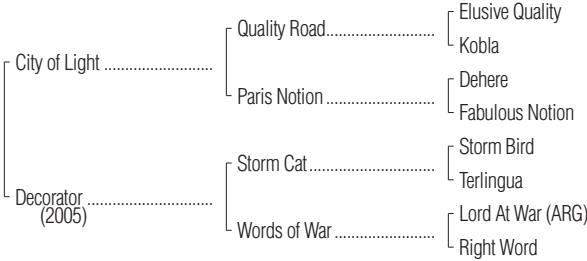 Elusive Quality
Quality Road
Kobla
City of Light
Dehere
Paris Notion
Fabulous Notion
Storm Bird
Storm Cat
Terlingua
Decorator
(2005)
Lord At War (ARG)
Words of War
Right Word